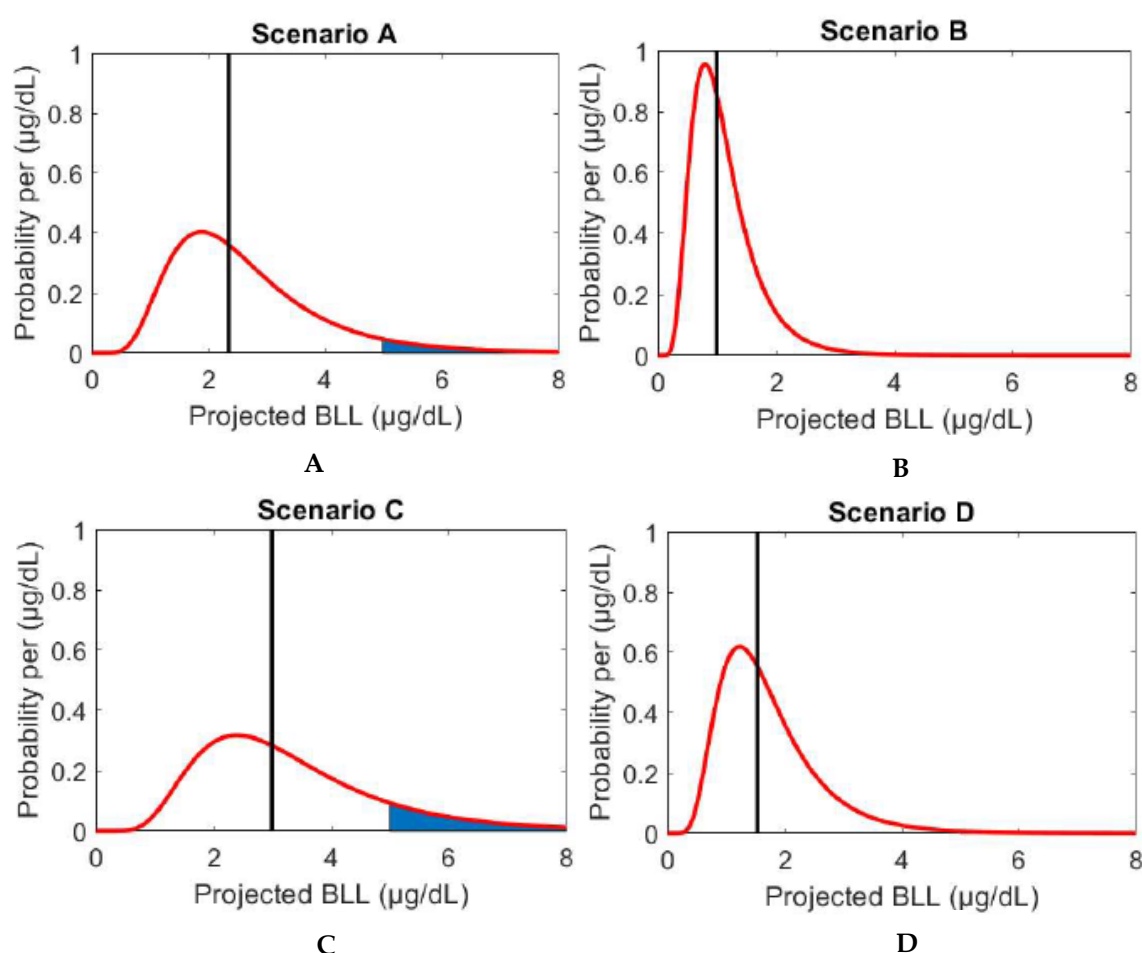 Scenario A
Probability per (µg/dL)
1
0.8
0.6
0.4
0.2
0
0 2 4 6 8
Projected BLL (µg/dL)
A
Scenario B
Probability per (µg/dL)
1
0.8
0.6
0.4
0.2
0
0 2 4 6 8
Projected BLL (µg/dL)
B
Scenario C
Probability per (µg/dL)
1
0.8
0.6
0.4
0.2
0
0 2 4 6 8
Projected BLL (µg/dL)
C
Scenario D
Probability per (µg/dL)
1
0.8
0.6
0.4
0.2
0
0 2 4 6 8
Projected BLL (µg/dL)
D